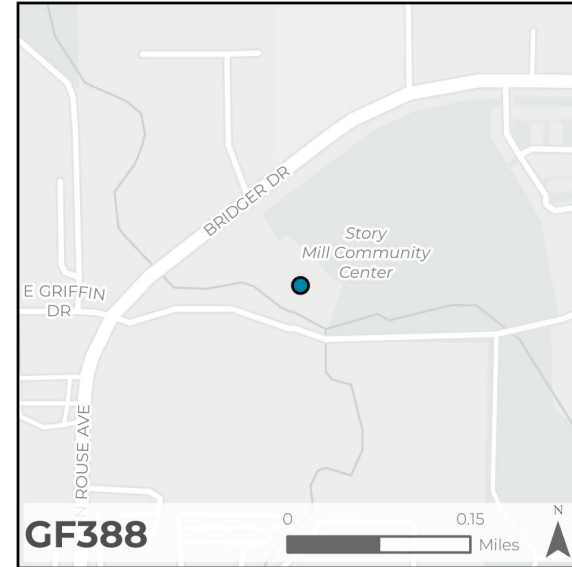 BRIDGER DR
Story
Mill Community
Center
E GRIFFIN
DR
N ROUSE AVE
GF388
0
0.15
Miles
N